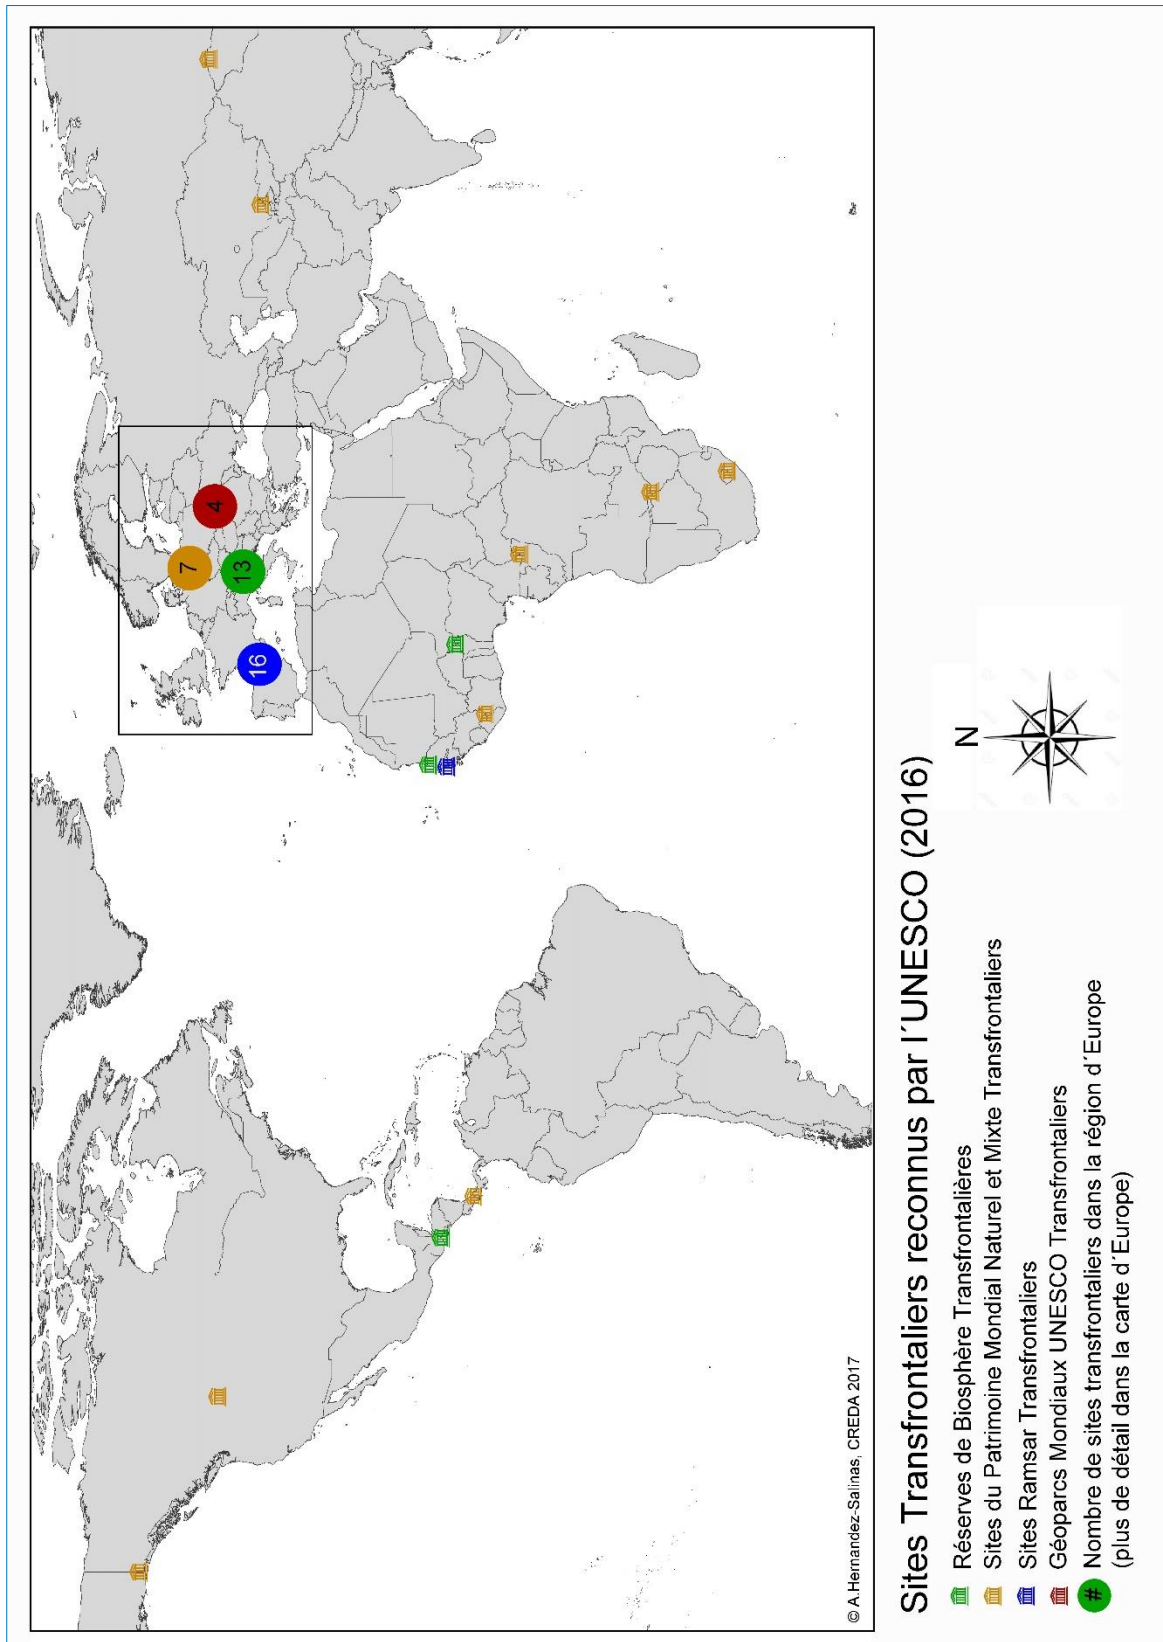 7
4
13
16
© A.Hernandez-Salinas, CREDA 2017
Sites Transfrontaliers reconnus par l´UNESCO (2016)
N
Réserves de Biosphère Transfrontalières
Sites du Patrimoine Mondial Naturel et Mixte Transfrontaliers
Sites Ramsar Transfrontaliers
Géoparcs Mondiaux UNESCO Transfrontaliers
# Nombre de sites transfrontaliers dans la région d´Europe
(plus de détail dans la carte d´Europe)